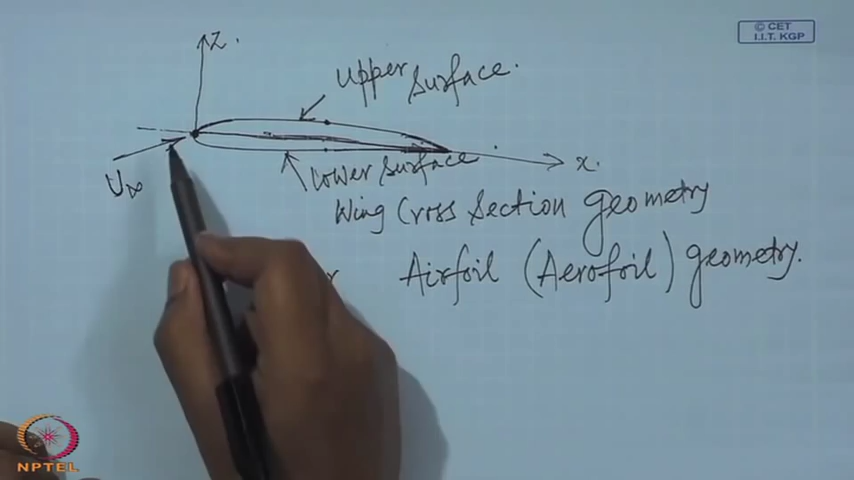 © CET
I.I.T. KGP
Z.
Upper Surface.
U∞
Lower Surface
x.
Wing Cross Section Geometry
r Airfoil (Aerofoil) geometry.
NPTEL